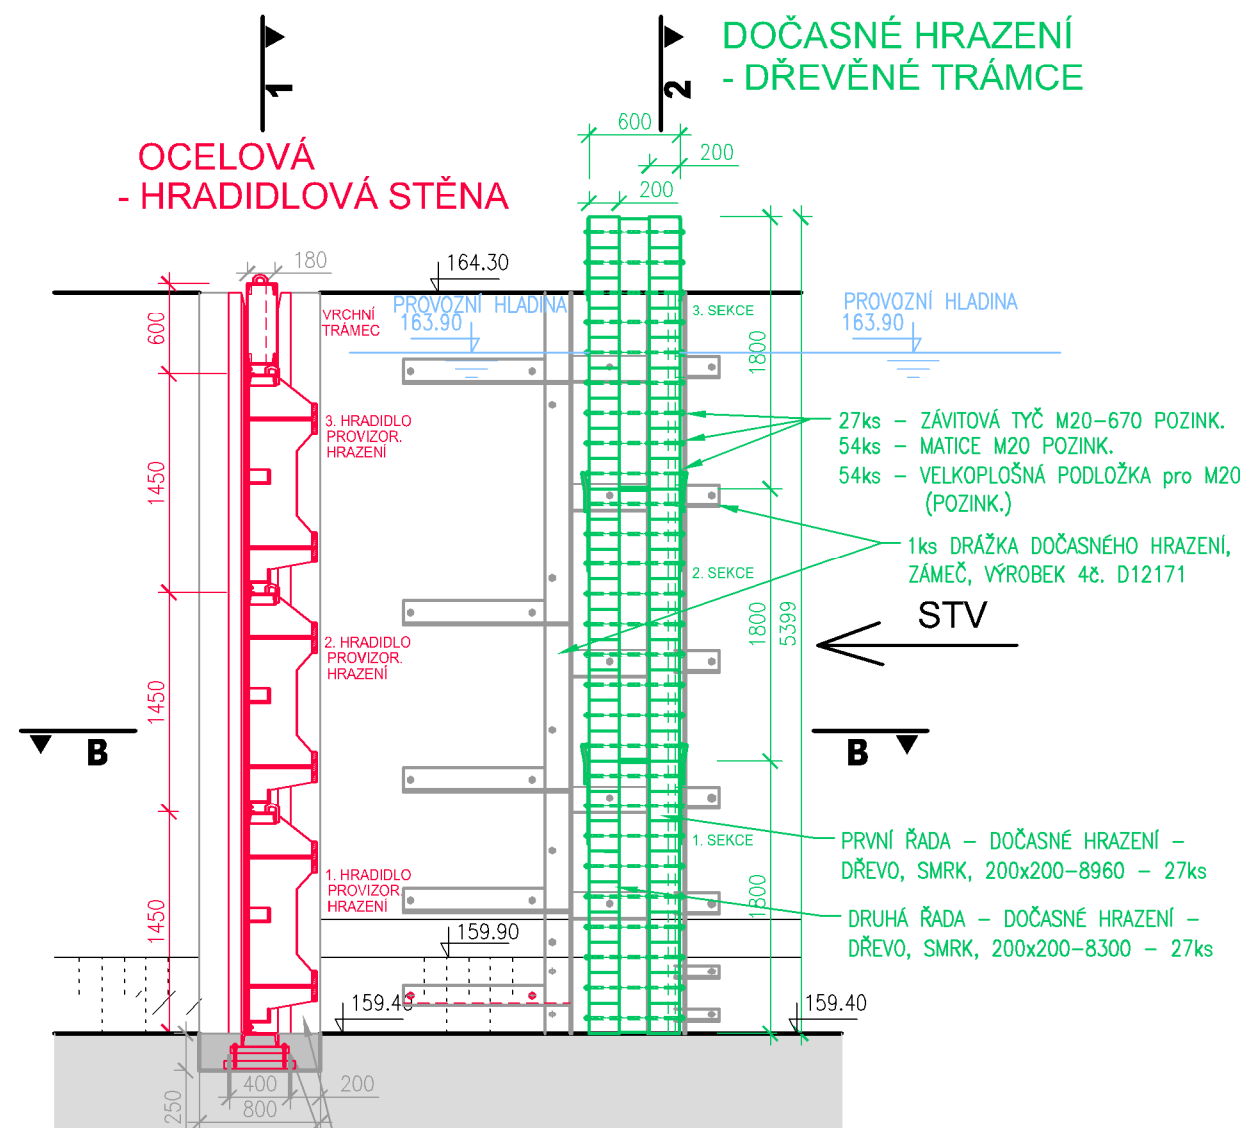 1
2
DOČASNÉ HRAZENÍ
- DŘEVĚNÉ TRÁMCE
OCELOVÁ
- HRADIDLOVÁ STĚNA
600
200
200
180
164.30
VRCHNÍ
TRÁMEC
PROVOZNÍ HLADINA
163.90
3. SEKCE
PROVOZNÍ HLADINA
163.90
600
1800
3. HRADIDLO
PROVIZOR.
HRAZENÍ
27ks – ZÁVITOVÁ TYČ M20–670 POZINK.
54ks – MATICE M20 POZINK.
54ks – VELKOPLOŠNÁ PODLOŽKA pro M20
(POZINK.)
1450
1ks DRÁŽKA DOČASNÉHO HRAZENÍ,
ZÁMEČ, VÝROBEK 4č. D12171
2. SEKCE
STV
1800
5399
2. HRADIDLO
PROVIZOR.
HRAZENÍ
1450
B
B
1. SEKCE
PRVNÍ ŘADA – DOČASNÉ HRAZENÍ –
DŘEVO, SMRK, 200x200–8960 – 27ks
1. HRADIDLO
PROVIZOR.
HRAZENÍ
1450
1800
DRUHÁ ŘADA – DOČASNÉ HRAZENÍ –
DŘEVO, SMRK, 200x200–8300 – 27ks
159.90
159.40
159.40
400
200
250
800